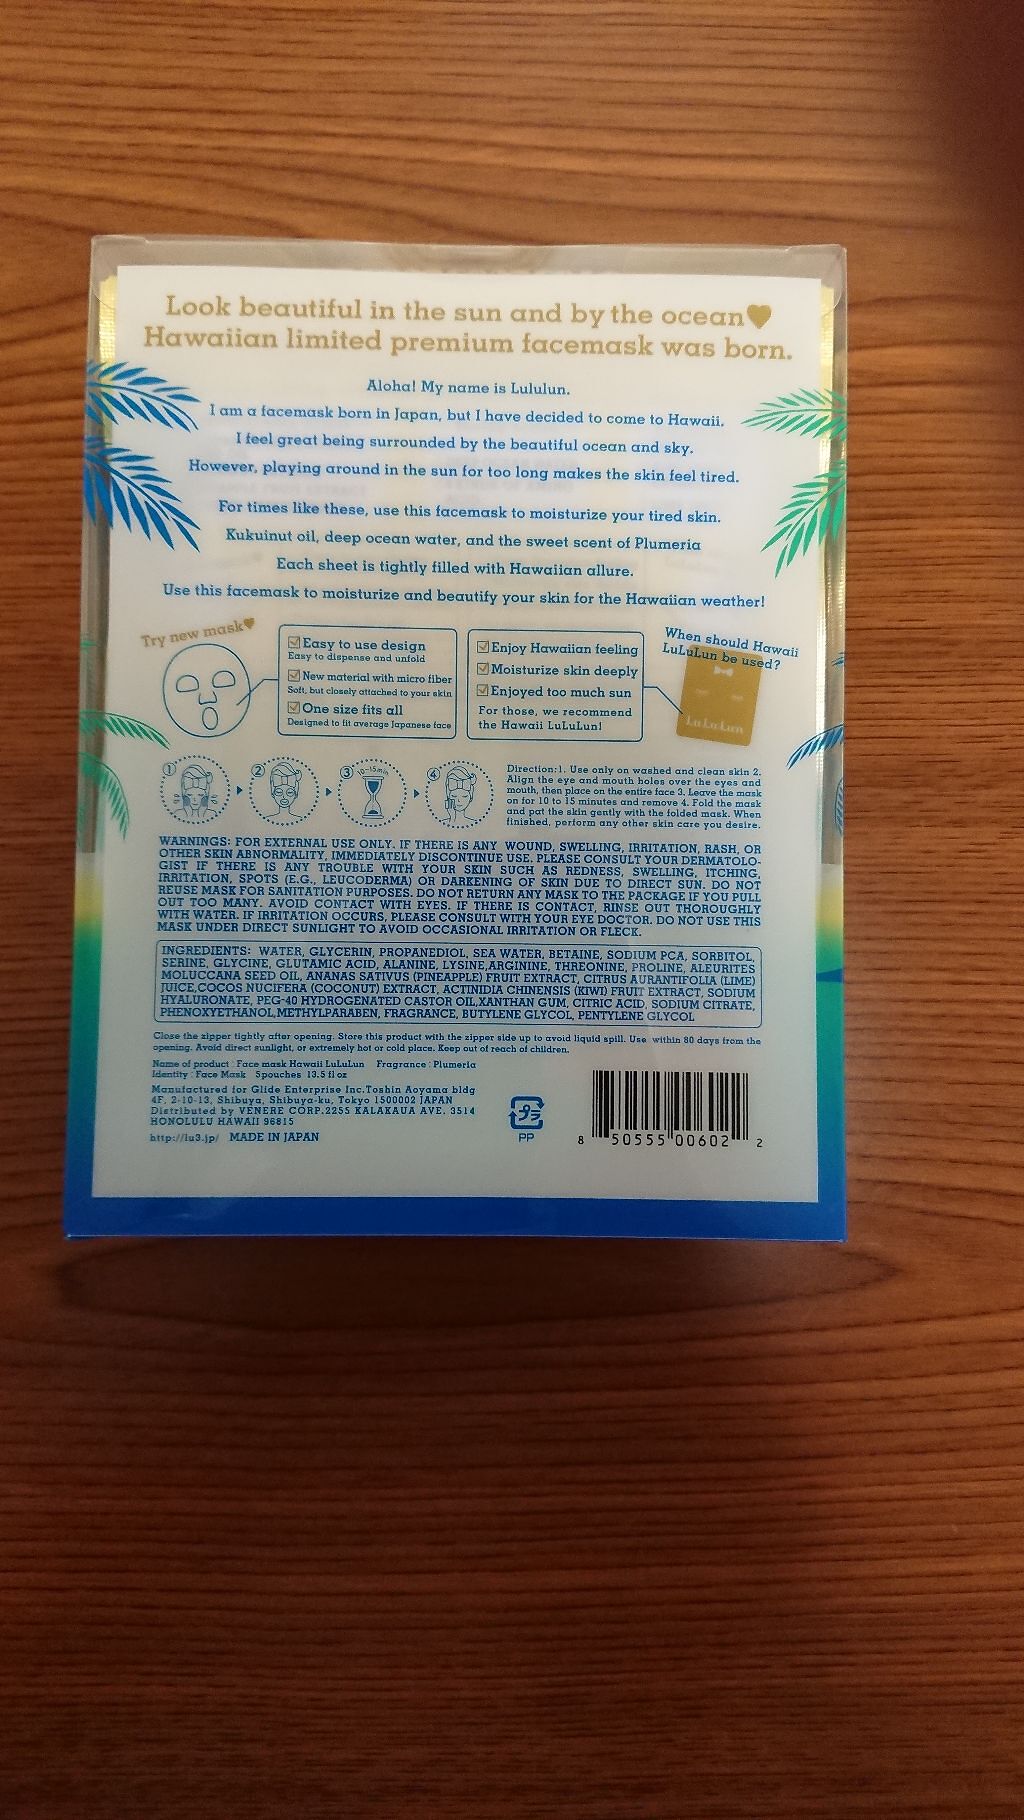 Look beautiful in the sun and by the ocean♥
Hawaiian limited premium facemask was born.
Aloha! My name is Lululun.
I am a facemask born in Japan, but I have decided to come to Hawaii.
I feel great being surrounded by the beautiful ocean and sky.
However, playing around in the sun for too long makes the skin feel tired.
For times like these, use this facemask to moisturize your tired skin.
Kukuinut oil, deep ocean water, and the sweet scent of Plumeria
Each sheet is tightly filled with Hawaiian allure.
Use this facemask to moisturize and beautify your skin for the Hawaiian weather!
Try new mask♥
☑Easy to use design
Easy to dispense and unfold
☑New material with micro fiber
Soft, but closely attached to your skin
☑One size fits all
Designed to fit average Japanese face
☑Enjoy Hawaiian feeling
☑Moisturize skin deeply
☑Enjoyed too much sun
For those, we recommend
the Hawaii LuLuLun!
When should Hawaii
LuLuLun be used?
LuLuLun
1
2
3 10~15min
4
Direction:1. Use only on washed and clean skin 2.
Align the eye and mouth holes over the eyes and
mouth, then place on the entire face 3. Leave the mask
on for 10 to 15 minutes and remove 4. Fold the mask
and pat the skin gently with the folded mask. When
finished, perform any other skin care you desire.
WARNINGS: FOR EXTERNAL USE ONLY. IF THERE IS ANY WOUND, SWELLING, IRRITATION, RASH, OR
OTHER SKIN ABNORMALITY, IMMEDIATELY DISCONTINUE USE. PLEASE CONSULT YOUR DERMATOLO-
GIST IF THERE IS ANY TROUBLE WITH YOUR SKIN SUCH AS REDNESS, SWELLING, ITCHING,
IRRITATION, SPOTS (E.G., LEUCODERMA) OR DARKENING OF SKIN DUE TO DIRECT SUN. DO NOT
REUSE MASK FOR SANITATION PURPOSES. DO NOT RETURN ANY MASK TO THE PACKAGE IF YOU PULL
OUT TOO MANY. AVOID CONTACT WITH EYES. IF THERE IS CONTACT, RINSE OUT THOROUGHLY
WITH WATER. IF IRRITATION OCCURS, PLEASE CONSULT WITH YOUR EYE DOCTOR. DO NOT USE THIS
MASK UNDER DIRECT SUNLIGHT TO AVOID OCCASIONAL IRRITATION OR FLECK.
INGREDIENTS: WATER, GLYCERIN, PROPANEDIOL, SEA WATER, BETAINE, SODIUM PCA, SORBITOL,
SERINE, GLYCINE, GLUTAMIC ACID, ALANINE, LYSINE,ARGININE, THREONINE, PROLINE, ALEURITES
MOLUCCANA SEED OIL, ANANAS SATIVUS (PINEAPPLE) FRUIT EXTRACT, CITRUS AURANTIFOLIA (LIME)
JUICE,COCOS NUCIFERA (COCONUT) EXTRACT, ACTINIDIA CHINENSIS (KIWI) FRUIT EXTRACT, SODIUM
HYALURONATE, PEG-40 HYDROGENATED CASTOR OIL,XANTHAN GUM, CITRIC ACID, SODIUM CITRATE,
PHENOXYETHANOL,METHYLPARABEN, FRAGRANCE, BUTYLENE GLYCOL, PENTYLENE GLYCOL
Close the zipper tightly after opening. Store this product with the zipper side up to avoid liquid spill. Use within 80 days from the
opening. Avoid direct sunlight, or extremely hot or cold place. Keep out of reach of children.
Name of product : Face mask Hawaii LuLuLun Fragrance : Plumeria
Identity : Face Mask 5pouches 13.5 fl oz
Manufactured for Glide Enterprise Inc.Toshin Aoyama bldg
4F, 2-10-13, Shibuya, Shibuya-ku, Tokyo 1500002 JAPAN
Distributed by VENERE CORP.2255 KALAKAUA AVE. 3514
HONOLULU HAWAII 96815
http://lu3.jp/ MADE IN JAPAN
プラ
PP
8 50555 00602 2